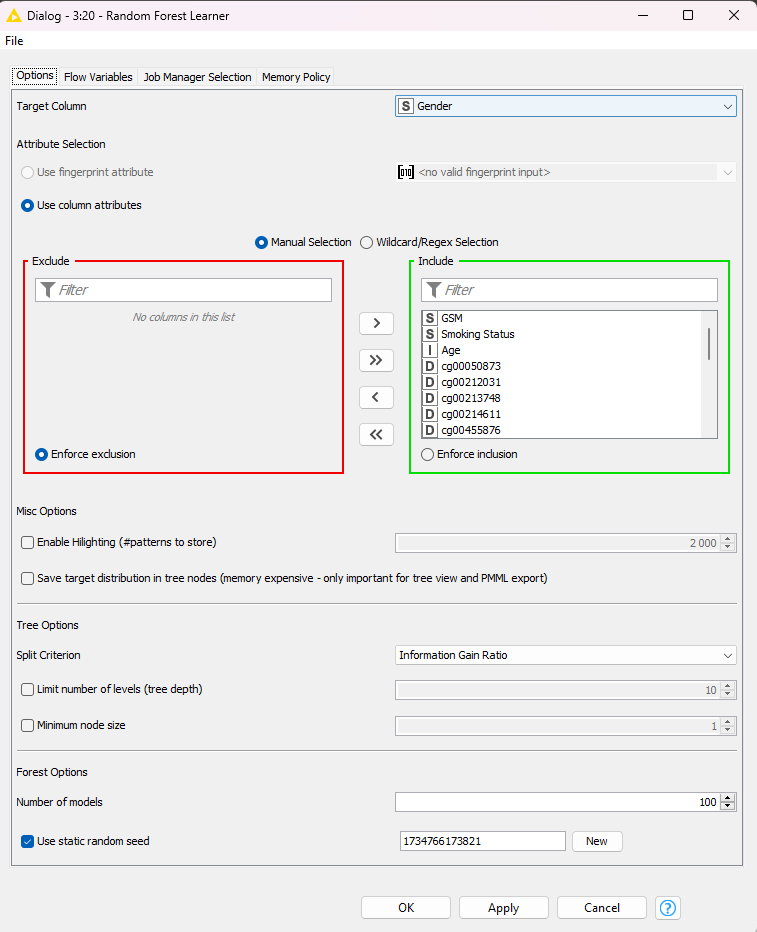 Dialog - 3:20 - Random Forest Learner
File
Options Flow Variables Job Manager Selection Memory Policy
Target Column S Gender
Attribute Selection
Use fingerprint attribute <no valid fingerprint input>
Use column attributes
Manual Selection Wildcard/Regex Selection
Exclude
Filter
No columns in this list
Enforce exclusion
Include
Filter
S GSM
S Smoking Status
I Age
D cg00050873
D cg00212031
D cg00213748
D cg00214611
D cg00455876
Enforce inclusion
Misc Options
Enable Hilighting (#patterns to store) 2 000
Save target distribution in tree nodes (memory expensive - only important for tree view and PMML export)
Tree Options
Split Criterion Information Gain Ratio
Limit number of levels (tree depth) 10
Minimum node size 1
Forest Options
Number of models 100
Use static random seed 1734766173821 New
OK Apply Cancel ?